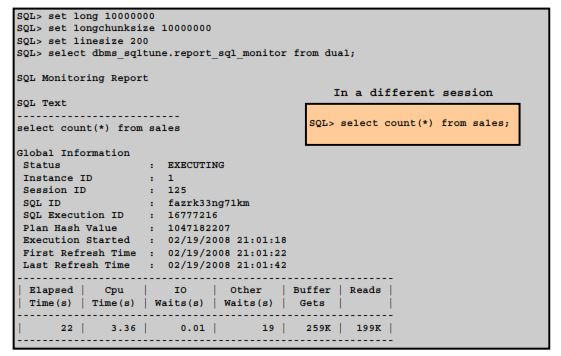 SQL> set long 10000000
SQL> set longchunksize 10000000
SQL> set linesize 200
SQL> select dbms_sqltune.report_sql_monitor from dual;
SQL Monitoring Report
In a different session
SQL Text
-------------------------
SQL> select count(*) from sales;
select count(*) from sales
Global Information
Status : EXECUTING
Instance ID : 1
Session ID : 125
SQL ID : fazrk33ng71km
SQL Execution ID : 16777216
Plan Hash Value : 1047182207
Execution Started : 02/19/2008 21:01:18
First Refresh Time : 02/19/2008 21:01:22
Last Refresh Time : 02/19/2008 21:01:42
------------------------------------------------------------
| Elapsed | Cpu | IO | Other | Buffer | Reads |
| Time(s) | Time(s) | Waits(s) | Waits(s) | Gets | |
------------------------------------------------------------
| 22 | 3.36 | 0.01 | 19 | 259K | 199K |
------------------------------------------------------------